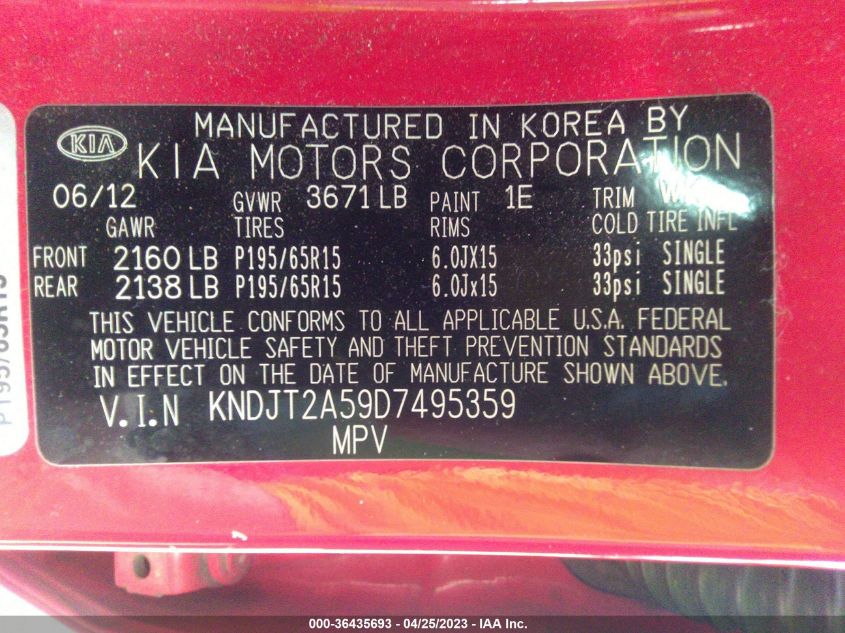 MANUFACTURED IN KOREA BY
KIA KIA MOTORS CORPORATION
06/12 GVWR 3671LB PAINT 1E TRIM
GAWR TIRES RIMS COLD TIRE INFL
FRONT 2160 LB P195/65R15 6.0JX15 33psi SINGLE
REAR 2138 LB P195/65R15 6.0Jx15 33psi SINGLE
THIS VEHICLE CONFORMS TO ALL APPLICABLE U.S.A. FEDERAL
MOTOR VEHICLE SAFETY AND THEFT PREVENTION STANDARDS
IN EFFECT ON THE DATE OF MANUFACTURE SHOWN ABOVE.
V.I.N KNDJT2A59D7495359
MPV
P195/65R15
000-36435693 - 04/25/2023 - IAA Inc.